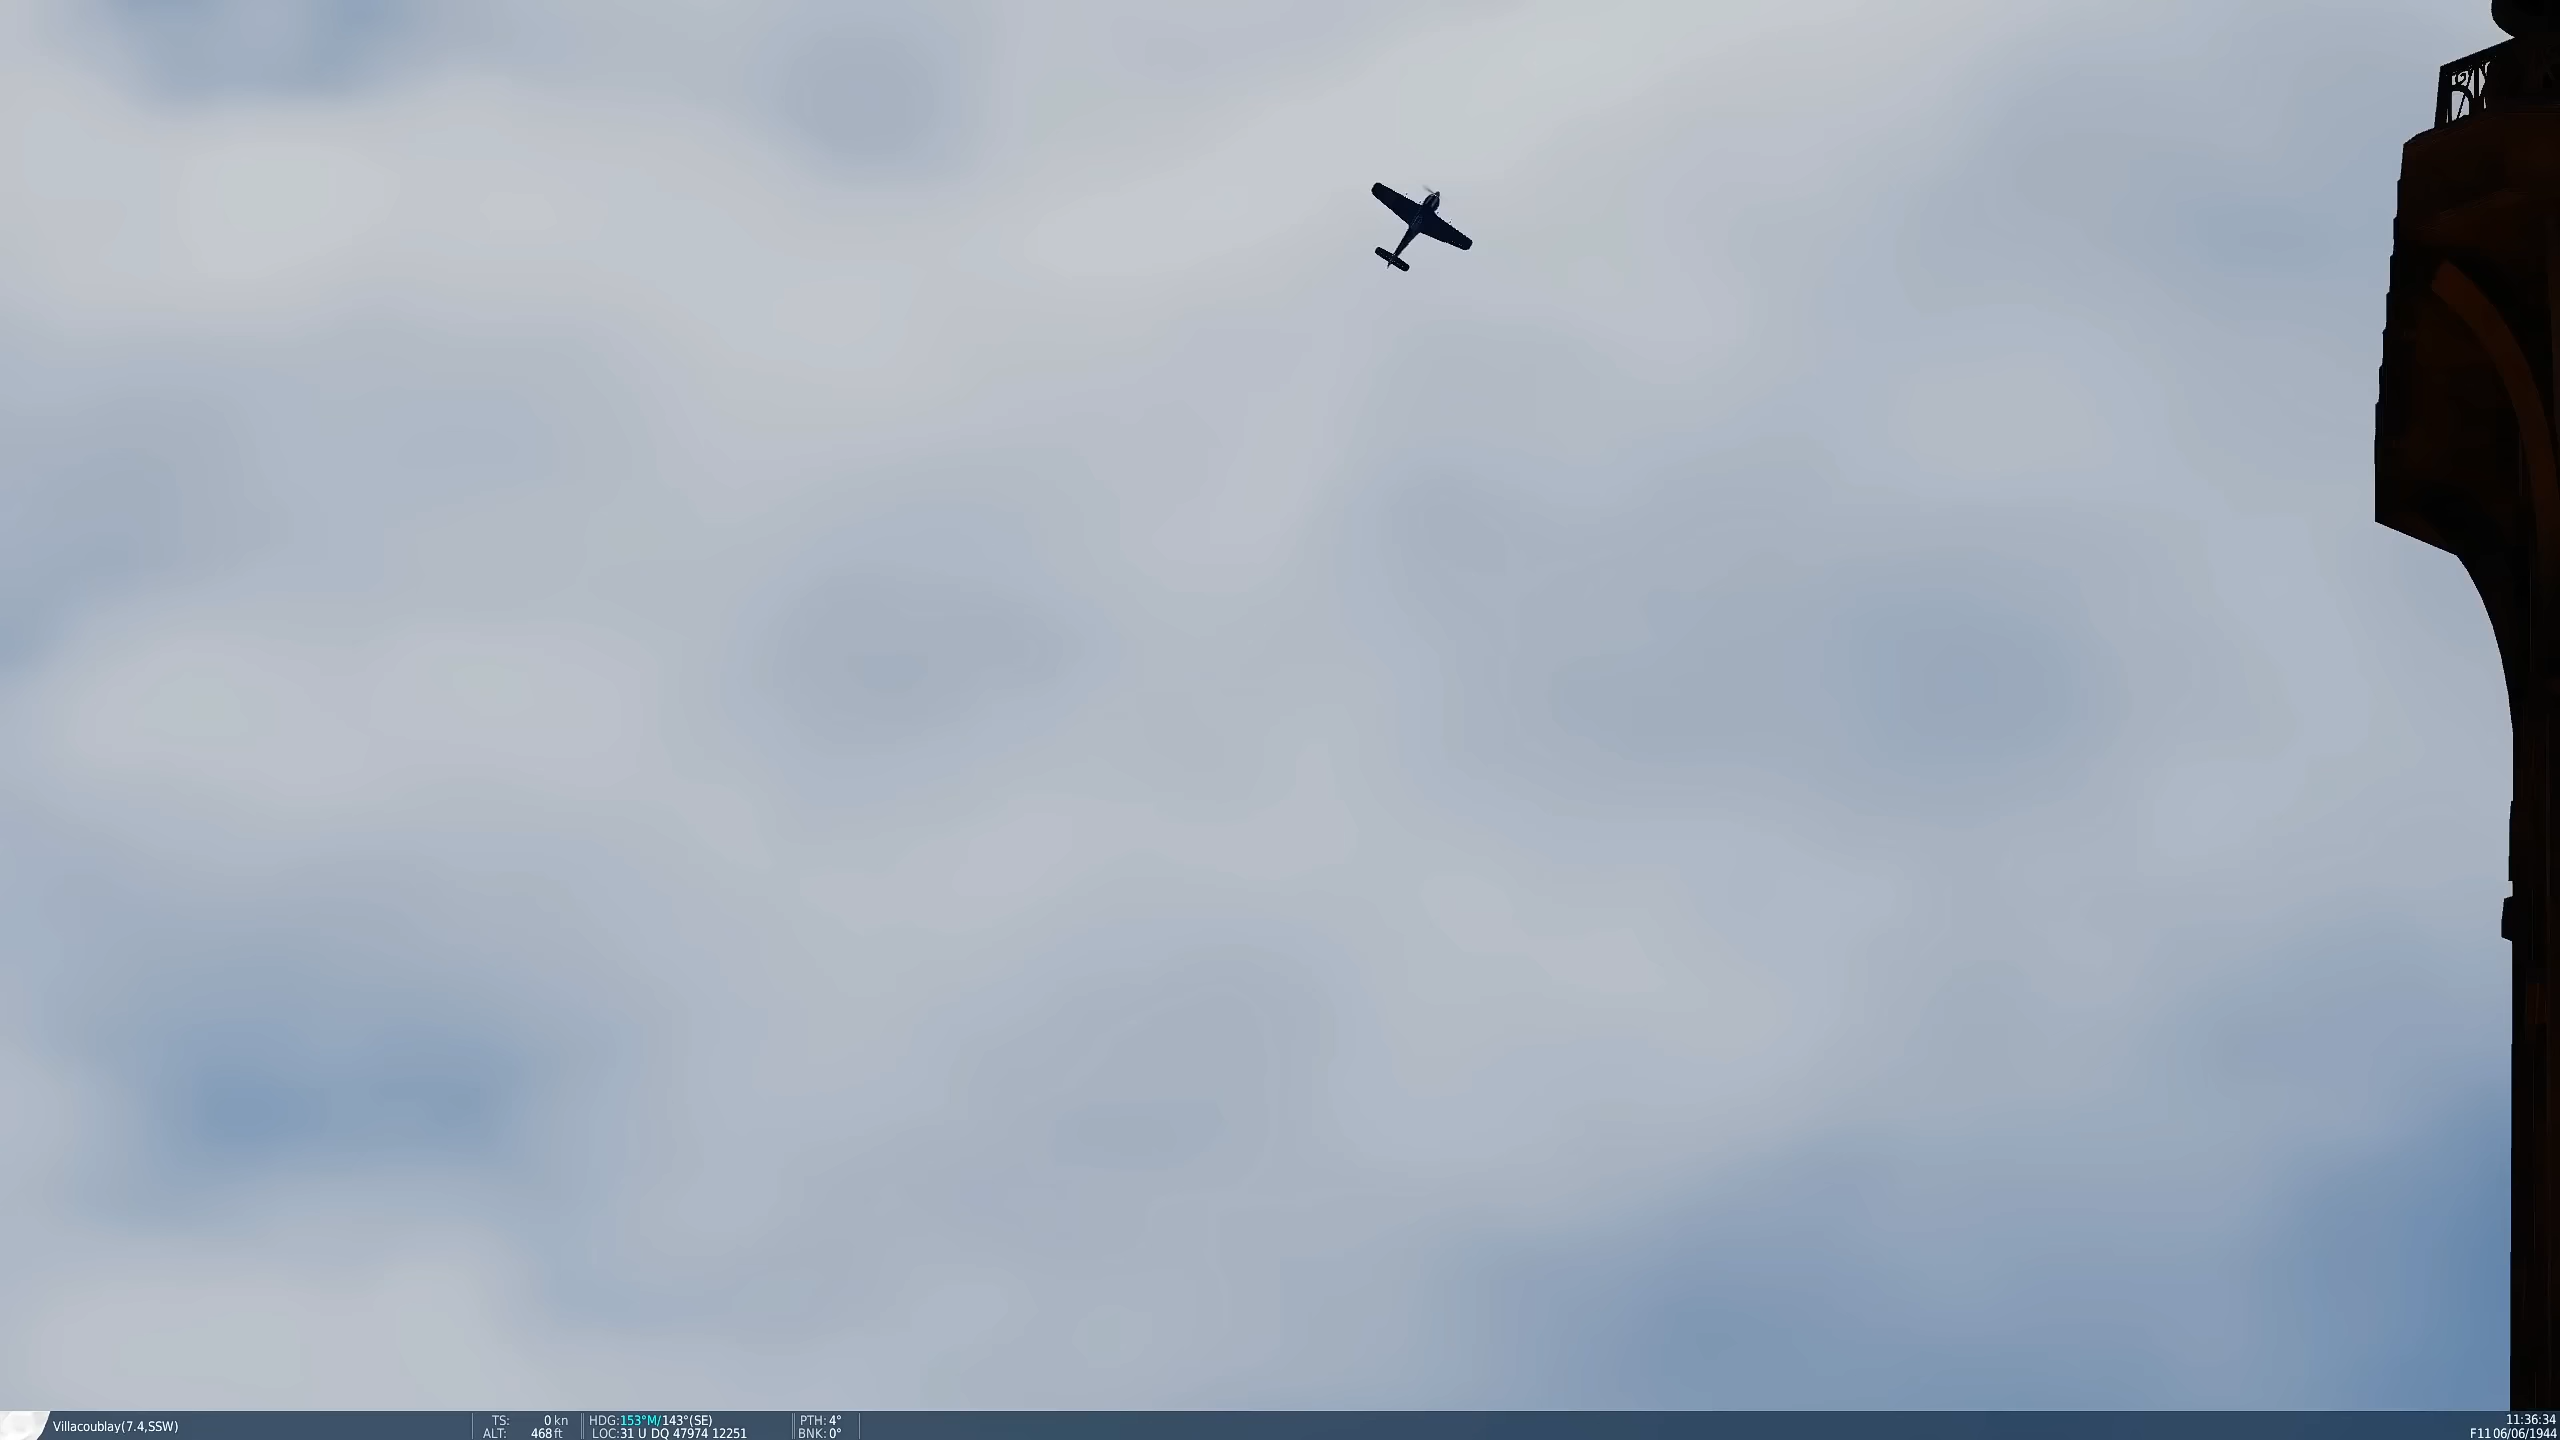 Villacoublay(7.4,SSW)
TS: 0 kn
ALT: 468 ft
HDG:153°M/143°(SE)
LOC:31 U DQ 47974 12251
PTH: 4°
BNK: 0°
11:36:34
F11 06/06/1944